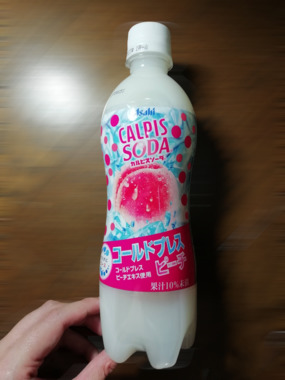 Asahi
CALPIS
SODA
カルピスソーダ
コールドプレス
ピーチ
コールドプレス
ピーチエキス使用
果汁10%未満